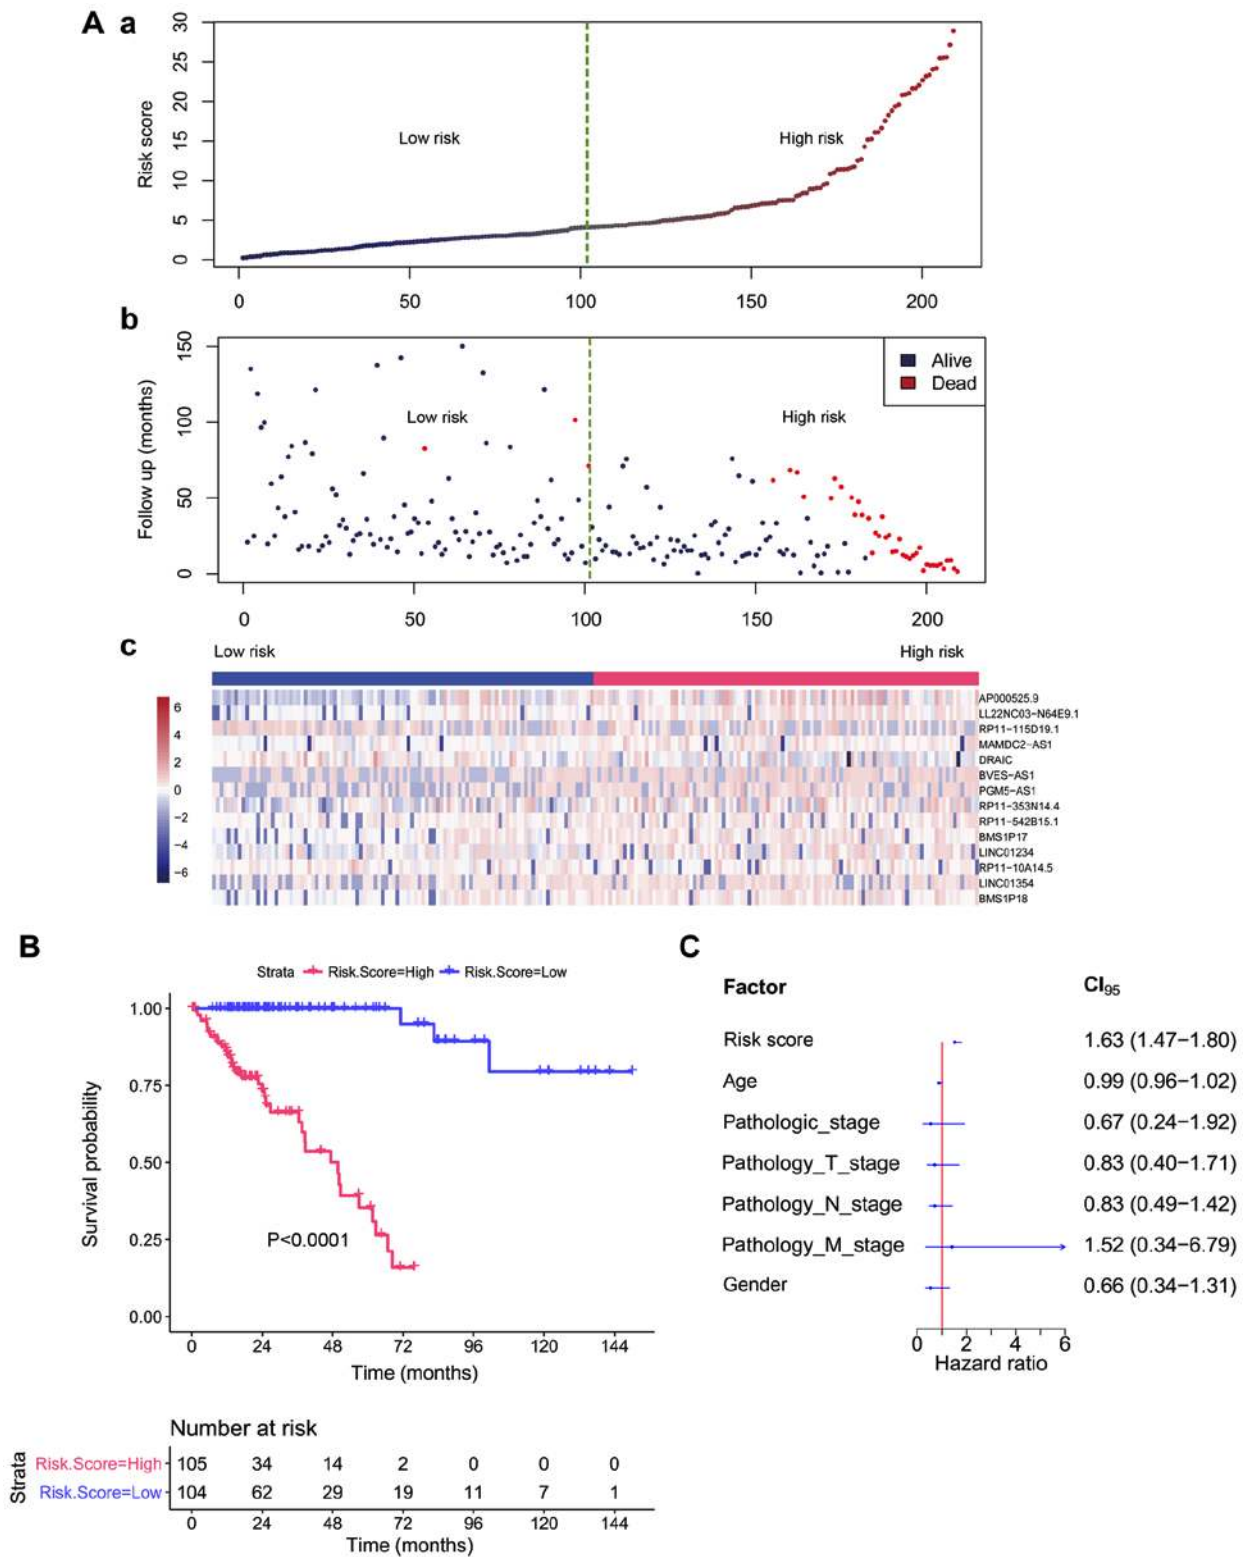 A a
30
25
20
15
10
5
0
Risk score
Low risk
High risk
0 50 100 150 200
b
150
100
50
0
Follow up (months)
Alive
Dead
Low risk
High risk
0 50 100 150 200
c
Low risk
High risk
6
4
2
0
−2
−4
−6
AP000525.9
LL22NC03−N64E9.1
RP11−115D19.1
MAMDC2−AS1
DRAIC
BVES−AS1
PGM5−AS1
RP11−353N14.4
RP11−542B15.1
BMS1P17
LINC01234
RP11−10A14.5
LINC01354
BMS1P18
B
Strata Risk.Score=High Risk.Score=Low
1.00
0.75
0.50
0.25
0.00
Survival probability
P<0.0001
0 24 48 72 96 120 144
Time (months)
Number at risk
Strata
Risk.Score=High 105 34 14 2 0 0 0
Risk.Score=Low 104 62 29 19 11 7 1
0 24 48 72 96 120 144
Time (months)
C
Factor CI95
Risk score 1.63 (1.47−1.80)
Age 0.99 (0.96−1.02)
Pathologic_stage 0.67 (0.24−1.92)
Pathology_T_stage 0.83 (0.40−1.71)
Pathology_N_stage 0.83 (0.49−1.42)
Pathology_M_stage 1.52 (0.34−6.79)
Gender 0.66 (0.34−1.31)
0 2 4 6
Hazard ratio